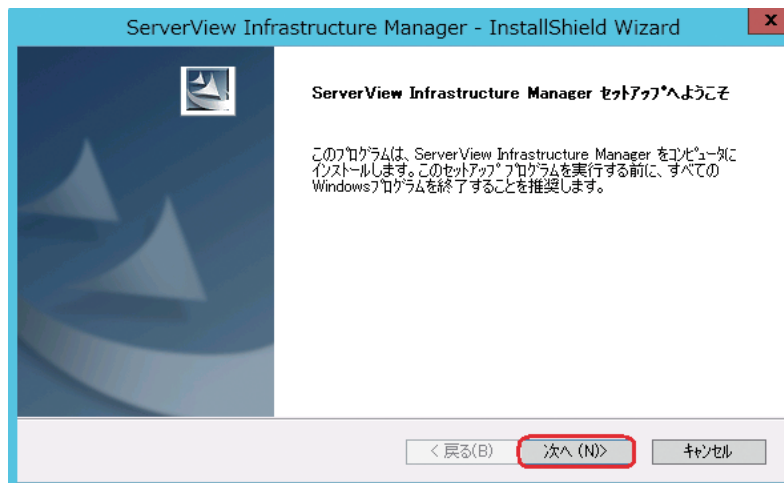 ServerView Infrastructure Manager - InstallShield Wizard
x
ServerView Infrastructure Manager ｾｯﾄｱｯﾌﾟへようこそ
このﾌﾟﾛｸﾞﾗﾑは、ServerView Infrastructure Manager をｺﾝﾋﾟｭｰﾀに
ｲﾝｽﾄｰﾙします。このｾｯﾄｱｯﾌﾟ ﾌﾟﾛｸﾞﾗﾑを実行する前に、すべての
Windowsﾌﾟﾛｸﾞﾗﾑを終了することを推奨します。
< 戻る(B)
次へ (N)>
ｷｬﾝｾﾙ